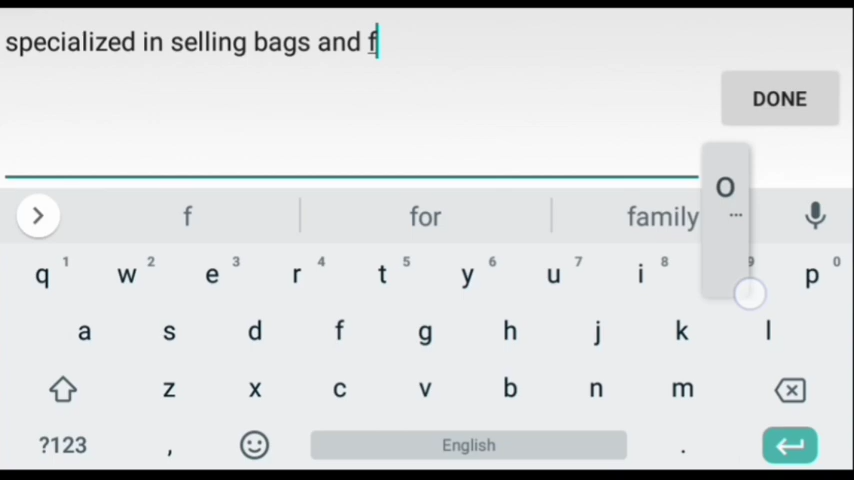 specialized in selling bags and f
DONE
O
...
f for family
q 1 w 2 e 3 r 4 t 5 y 6 u 7 i 8 9 p 0
a s d f g h j k l
z x c v b n m
?123 , English .